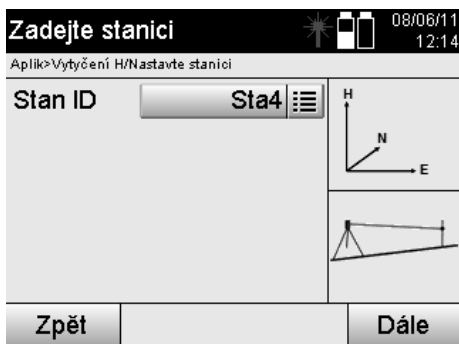 Zadejte stanici
08/06/11
12:14
Aplik>Vytyčení H/Nastavte stanici
Stan ID
Sta4
H
N
E
Zpět
Dále